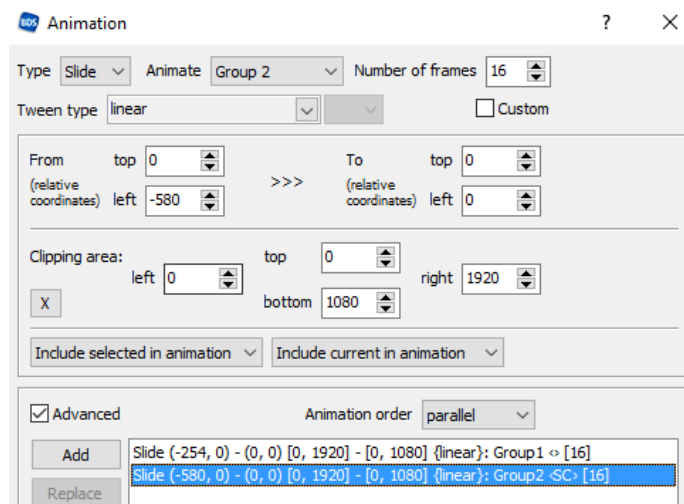 BDS Animation ? X
Type Slide Animate Group 2 Number of frames 16
Tween type linear Custom
From top 0 >>> To top 0
(relative coordinates) left -580 (relative coordinates) left 0
Clipping area: left 0 top 0 right 1920
X bottom 1080
Include selected in animation Include current in animation
Advanced Animation order parallel
Add Slide (-254, 0) - (0, 0) [0, 1920] - [0, 1080] {linear}: Group1 <> [16]
Slide (-580, 0) - (0, 0) [0, 1920] - [0, 1080] {linear}: Group2 <SC> [16]
Replace